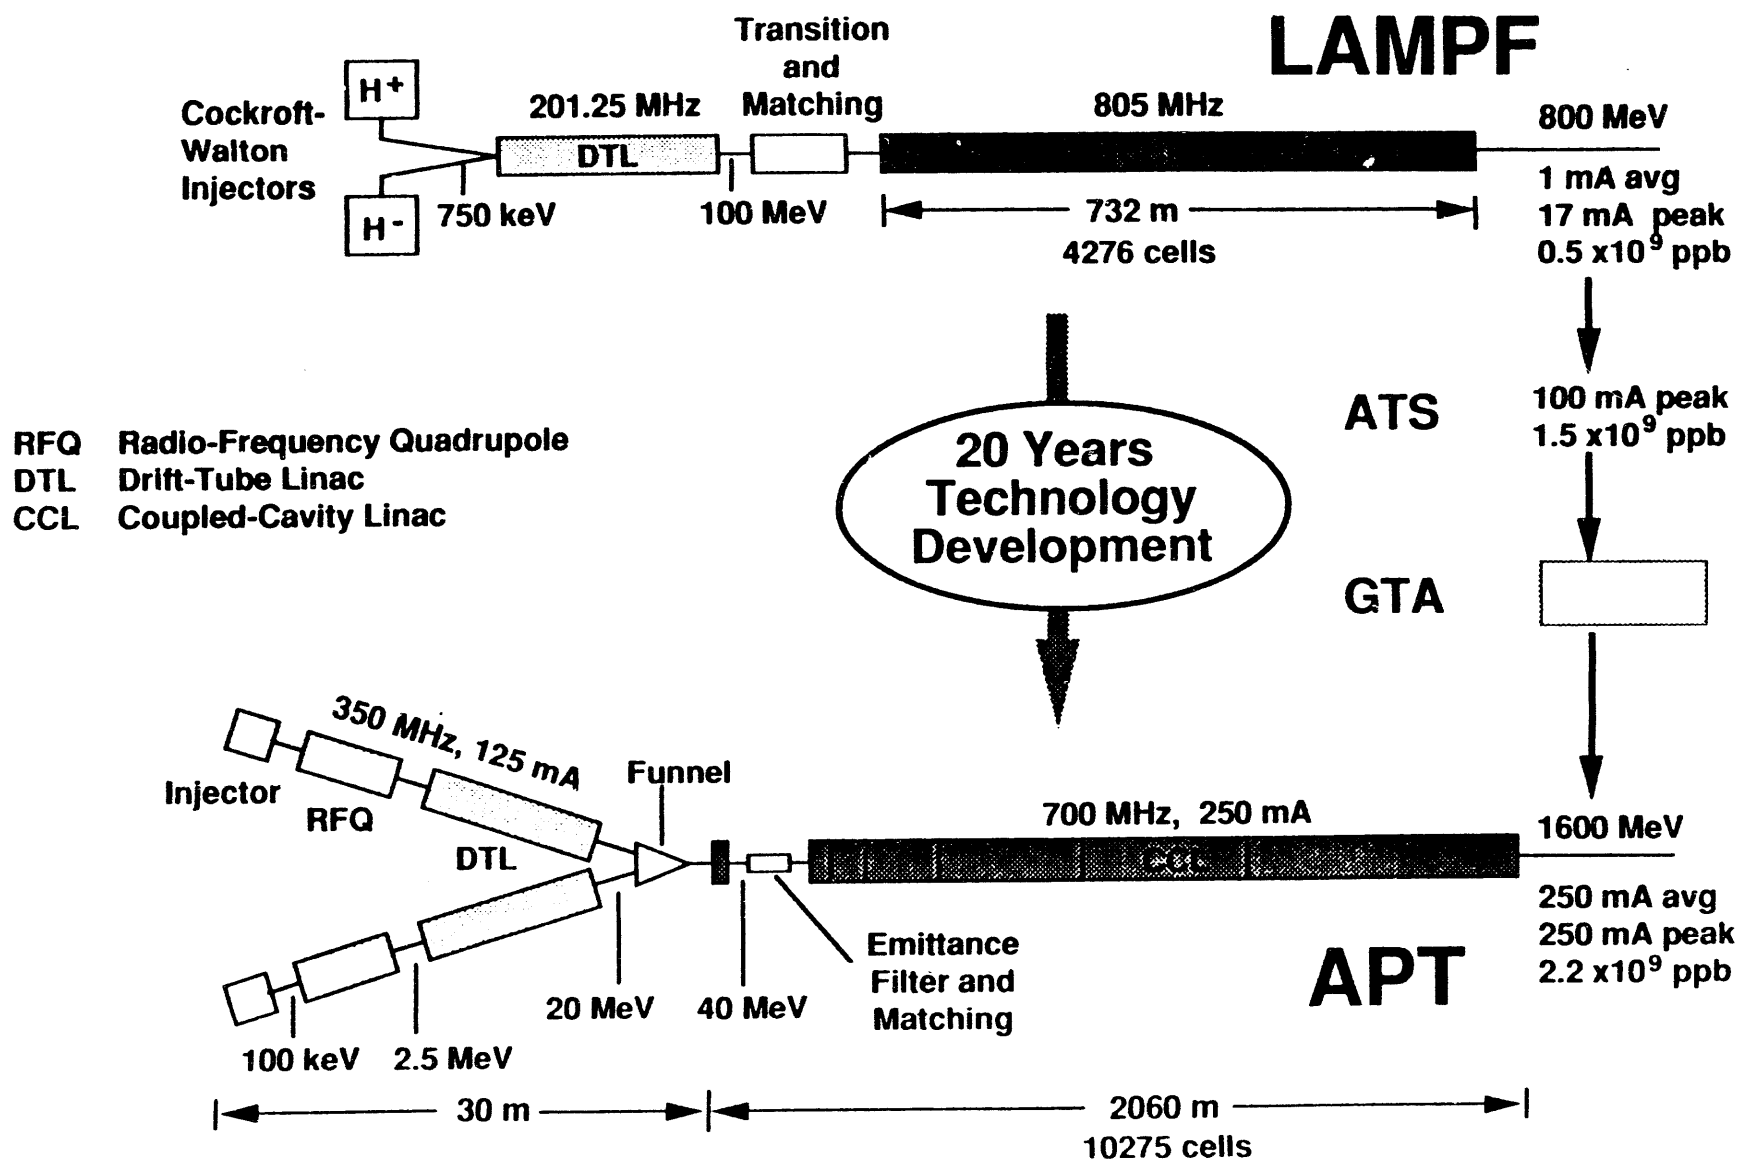 LAMPF
Transition
and
Matching
Cockroft-
Walton
Injectors
H+
H-
201.25 MHz
DTL
750 keV
100 MeV
805 MHz
732 m
4276 cells
800 MeV
1 mA avg
17 mA peak
0.5 x10⁹ ppb
RFQ Radio-Frequency Quadrupole
DTL Drift-Tube Linac
CCL Coupled-Cavity Linac
20 Years
Technology
Development
ATS
100 mA peak
1.5 x10⁹ ppb
GTA
350 MHz, 125 mA
Injector
RFQ
DTL
Funnel
700 MHz, 250 mA
1600 MeV
250 mA avg
250 mA peak
2.2 x10⁹ ppb
APT
Emittance
Filter and
Matching
20 MeV
40 MeV
100 keV
2.5 MeV
30 m
2060 m
10275 cells